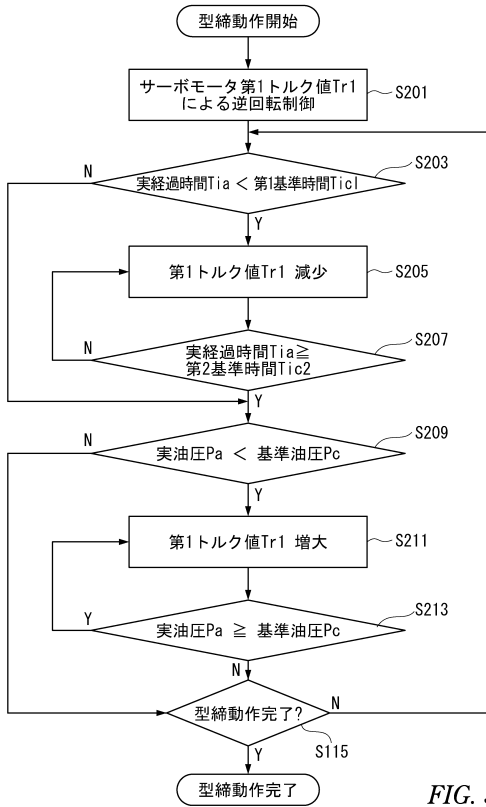 型締動作開始
サーボモータ第1トルク値Tr1
による逆回転制御
S201
S203
N
実経過時間Tia < 第1基準時間Ticl
Y
第1トルク値Tr1 減少
S205
S207
N
実経過時間Tia≧
第2基準時間Tic2
Y
S209
N
実油圧Pa < 基準油圧Pc
Y
第1トルク値Tr1 増大
S211
S213
Y
実油圧Pa ≧ 基準油圧Pc
N
型締動作完了?
N
S115
Y
型締動作完了
FIG.